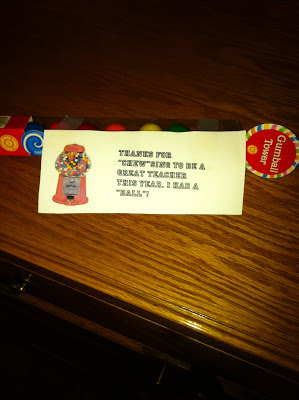 THANKS FOR
"CHEW"SING TO BE A
GREAT TEACHER
THIS YEAR. I HAD A
"BALL"!
Gumball
Tower